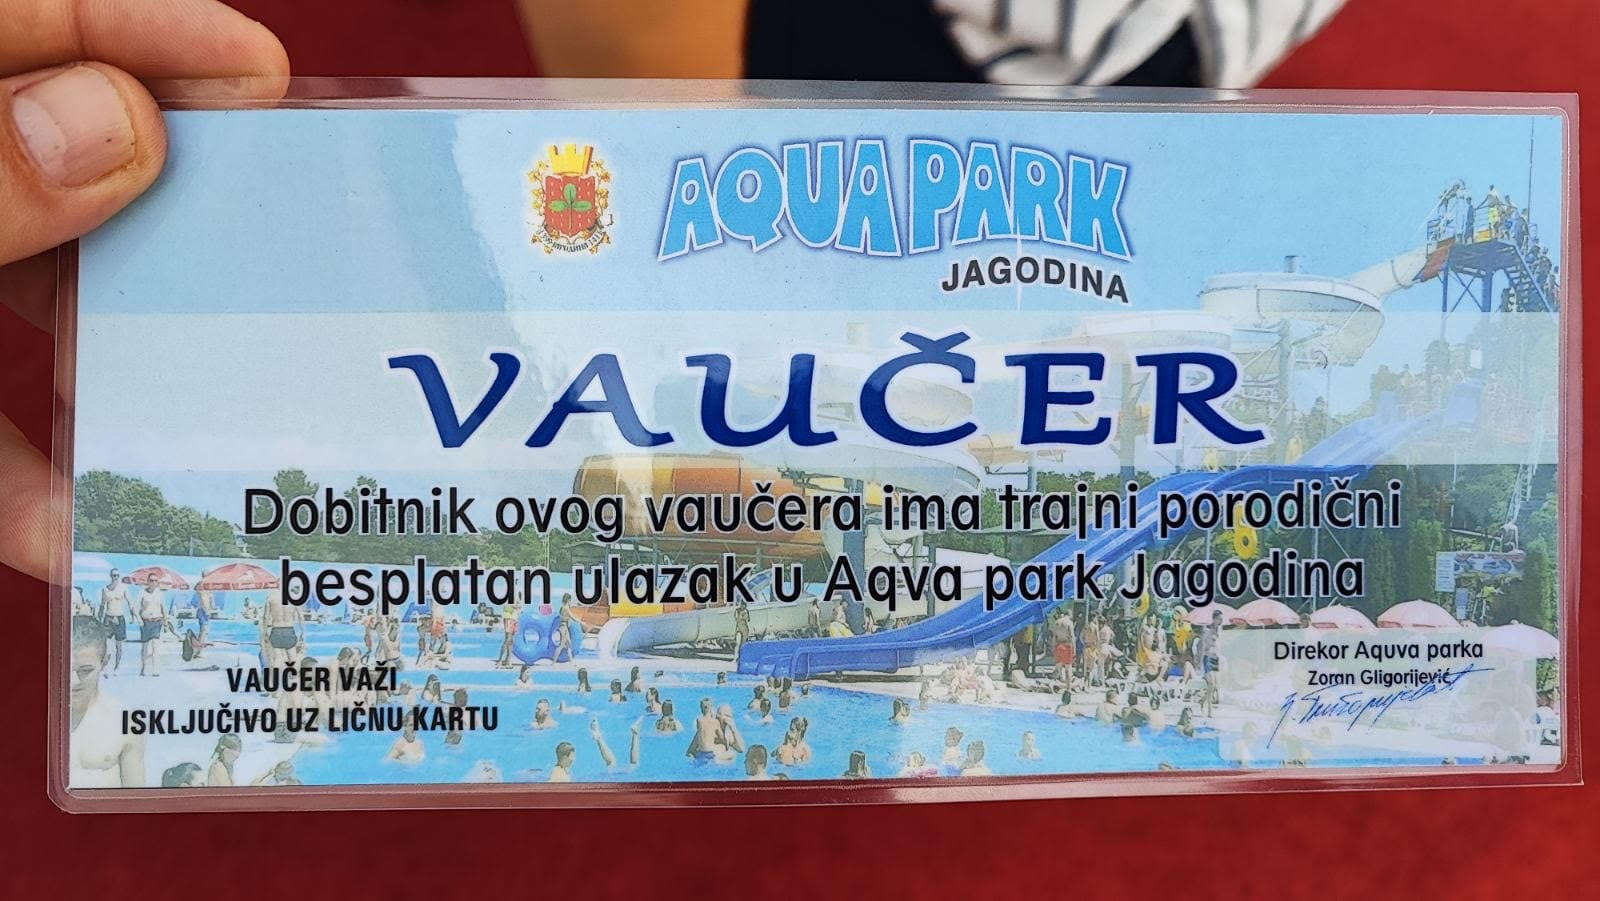 AQUA PARK
JAGODINA
VAUČER
Dobitnik ovog vaučera ima trajni porodični
besplatan ulazak u Aqva park Jagodina
VAUČER VAŽI
ISKLJUČIVO UZ LIČNU KARTU
Direkor Aquva parka
Zoran Gligorijević